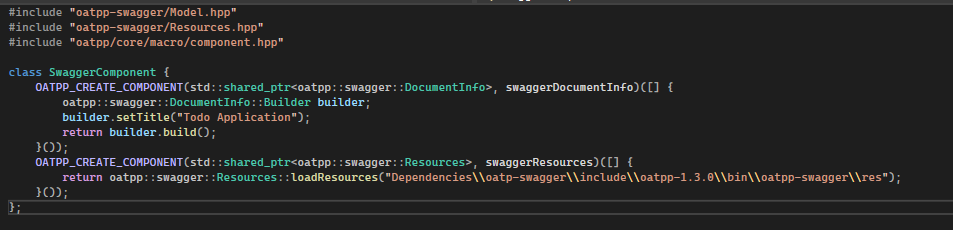 #include "oatpp-swagger/Model.hpp"
#include "oatpp-swagger/Resources.hpp"
#include "oatpp/core/macro/component.hpp"

class SwaggerComponent {
    OATPP_CREATE_COMPONENT(std::shared_ptr<oatpp::swagger::DocumentInfo>, swaggerDocumentInfo)([] {
        oatpp::swagger::DocumentInfo::Builder builder;
        builder.setTitle("Todo Application");
        return builder.build();
    }());
    OATPP_CREATE_COMPONENT(std::shared_ptr<oatpp::swagger::Resources>, swaggerResources)([] {
        return oatpp::swagger::Resources::loadResources("Dependencies\\oatp-swagger\\include\\oatpp-1.3.0\\bin\\oatpp-swagger\\res");
    }());
};